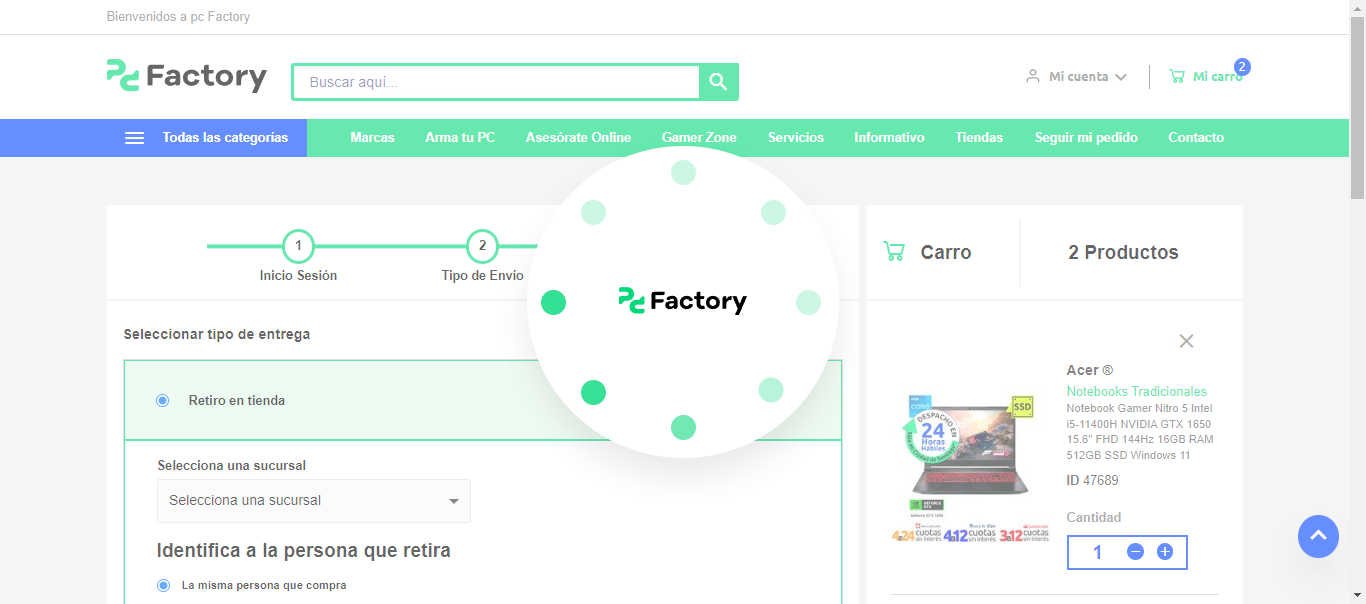 Bienvenidos a pc Factory
Factory
Buscar aquí...
Mi cuenta
Mi carro
2
Todas las categorías
Marcas
Arma tu PC
Asesórate Online
Gamer Zone
Servicios
Informativo
Tiendas
Seguir mi pedido
Contacto
1
Inicio Sesión
2
Tipo de Envío
Factory
Carro
2 Productos
Seleccionar tipo de entrega
Retiro en tienda
Selecciona una sucursal
Selecciona una sucursal
Identifica a la persona que retira
La misma persona que compra
Acer ®
Notebooks Tradicionales
Notebook Gamer Nitro 5 Intel
i5-11400H NVIDIA GTX 1650
15.6" FHD 144Hz 16GB RAM
512GB SSD Windows 11
ID 47689
Cantidad
1
SSD
DESPACHO EN
24
Horas
Hábiles
cuotas
sin interés
4a12 cuotas
sin interés
3a12 cuotas
sin interés